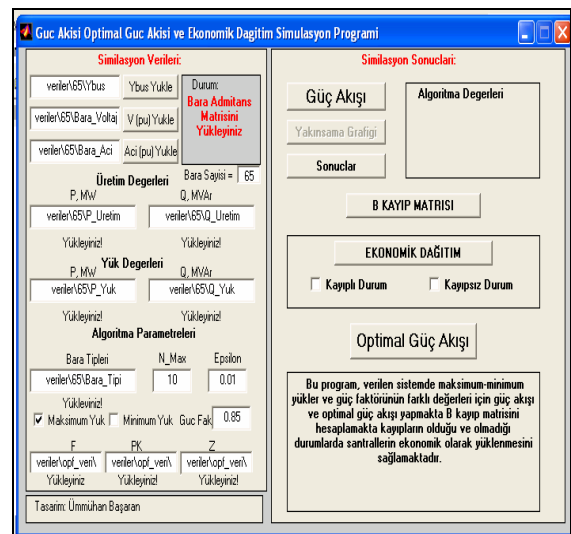 Guc Akisi Optimal Guc Akisi ve Ekonomik Dagitim Simulasyon Programi
Similasyon Verileri:
veriler\65\Ybus
Ybus Yukle
Durum:
Bara Admitans
Matrisini
Yükleyiniz
veriler\65\Bara_Voltaj
V (pu) Yukle
veriler\65\Bara_Aci
Aci (pu) Yukle
Üretim Degerleri
Bara Sayisi =
65
P, MW
Q, MVAr
veriler\65\P_Uretim
veriler\65\Q_Uretim
Yükleyiniz!
Yükleyiniz!
Yük Degerleri
P, MW
Q, MVAr
veriler\65\P_Yuk
veriler\65\Q_Yuk
Yükleyiniz!
Yükleyiniz!
Algoritma Parametreleri
Bara Tipleri
N_Max
Epsilon
veriler\65\Bara_Tipi
10
0.01
Yükleyiniz!
Maksimum Yuk
Minimum Yuk
Guc Fak.
0.85
F
PK
Z
veriler\opf_veri\
veriler\opf_veri\
veriler\opf_veri\
Yükleyiniz
Yükleyiniz!
Yükleyiniz!
Tasarim: Ümmühan Başaran
Similasyon Sonuclari:
Güç Akışı
Algoritma Degerleri
Yakınsama Grafigi
Sonuclar
B KAYIP MATRISI
EKONOMİK DAĞITIM
Kayıplı Durum
Kayıpsız Durum
Optimal Güç Akışı
Bu program, verilen sistemde maksimum-minimum
yükler ve güç faktörünün farklı değerleri için güç akışı
ve optimal güç akışı yapmakta B kayıp matrisini
hesaplamakta kayıpların olduğu ve olmadığı
durumlarda santrallerin ekonomik olarak yüklenmesini
sağlamaktadır.